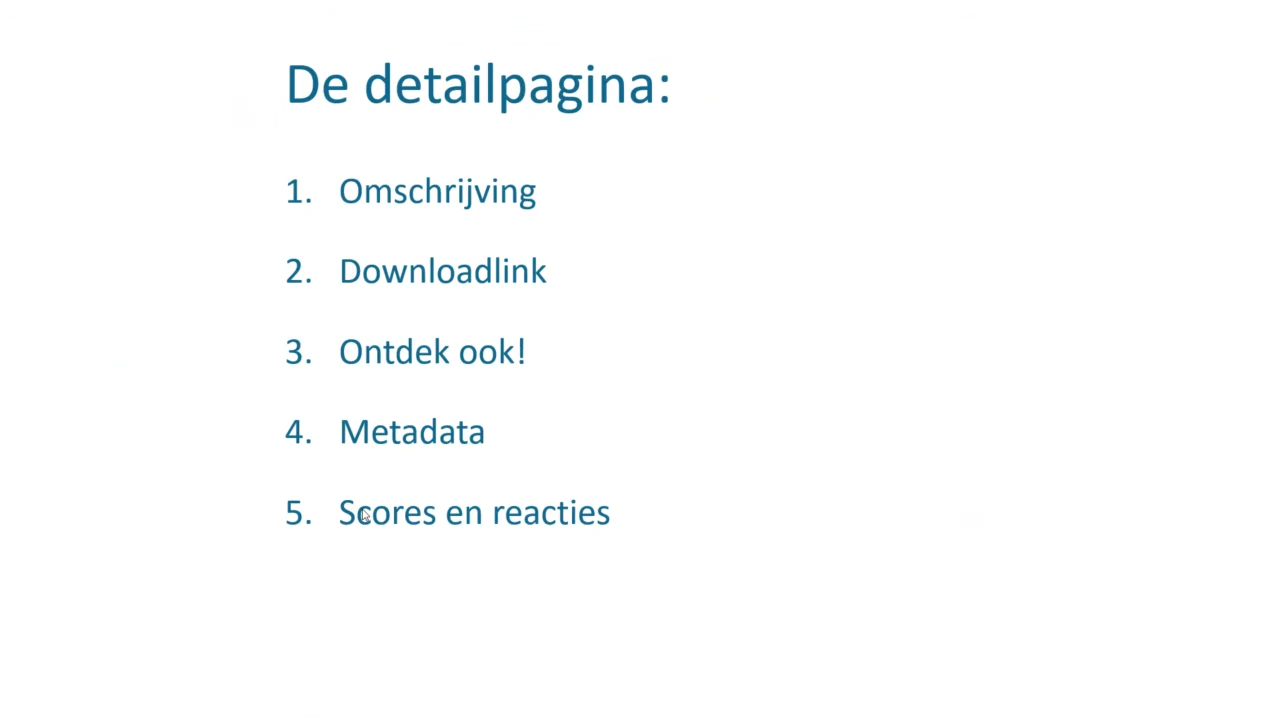 De detailpagina:
1. Omschrijving
2. Downloadlink
3. Ontdek ook!
4. Metadata
5. Scores en reacties